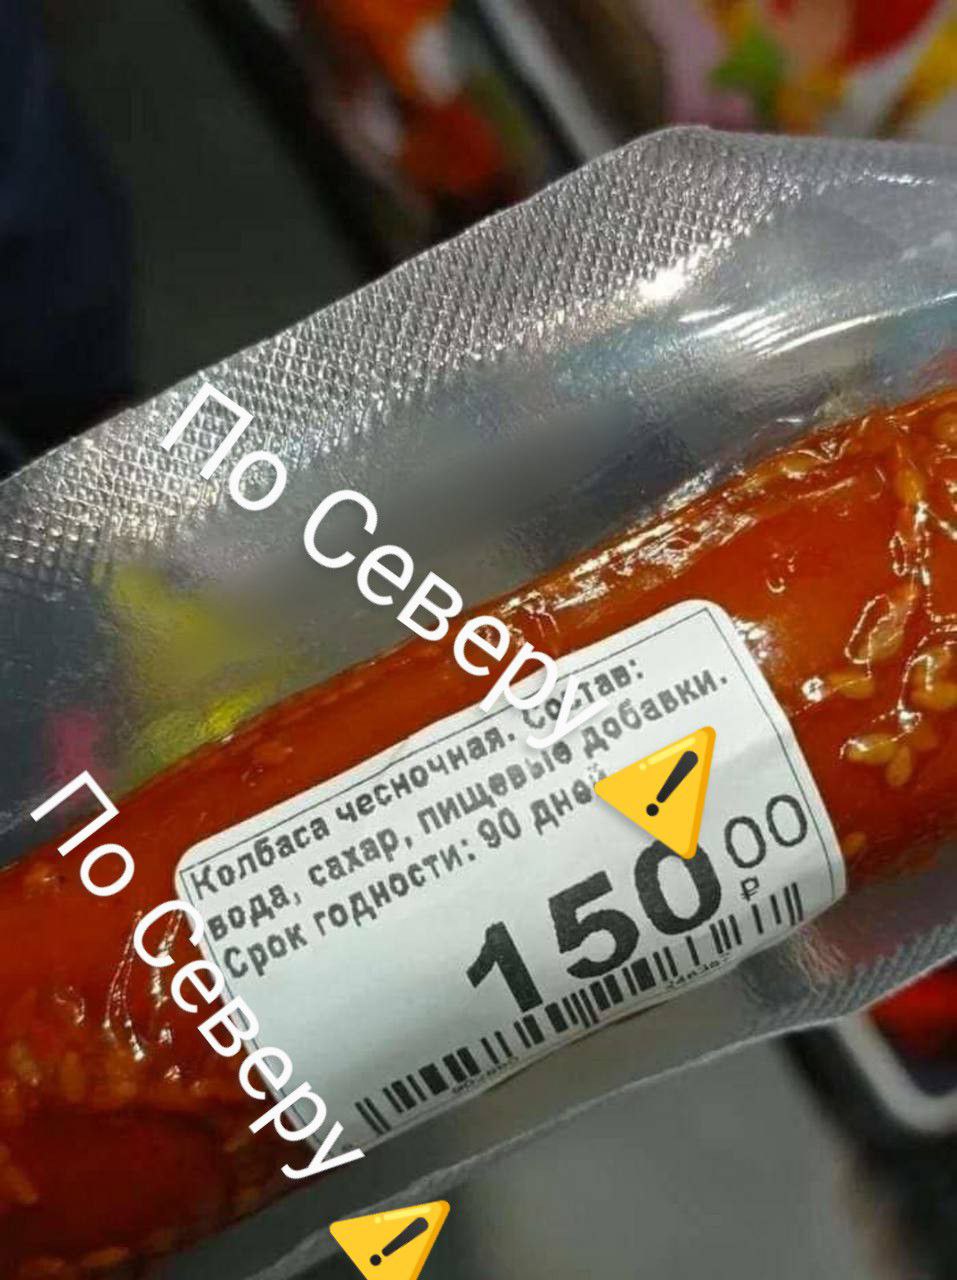 По Северу
Колбаса чесночная. Состав:
вода, сахар, пищевые добавки.
Срок годности: 90 дней
150 00
₽
По Северу